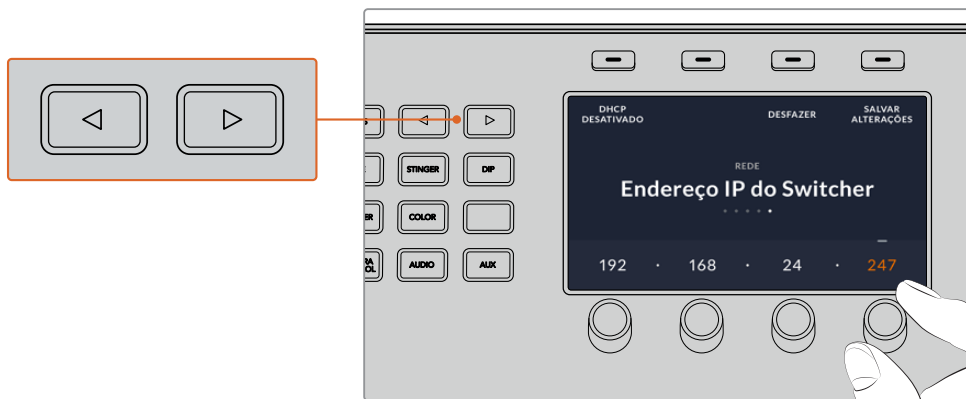 DHCP DESFAZER SALVAR
DESATIVADO ALTERAÇÕES
REDE
Endereço IP do Switcher
192 · 168 · 24 · 247
STINGER DIP
COLOR
AUDIO AUX